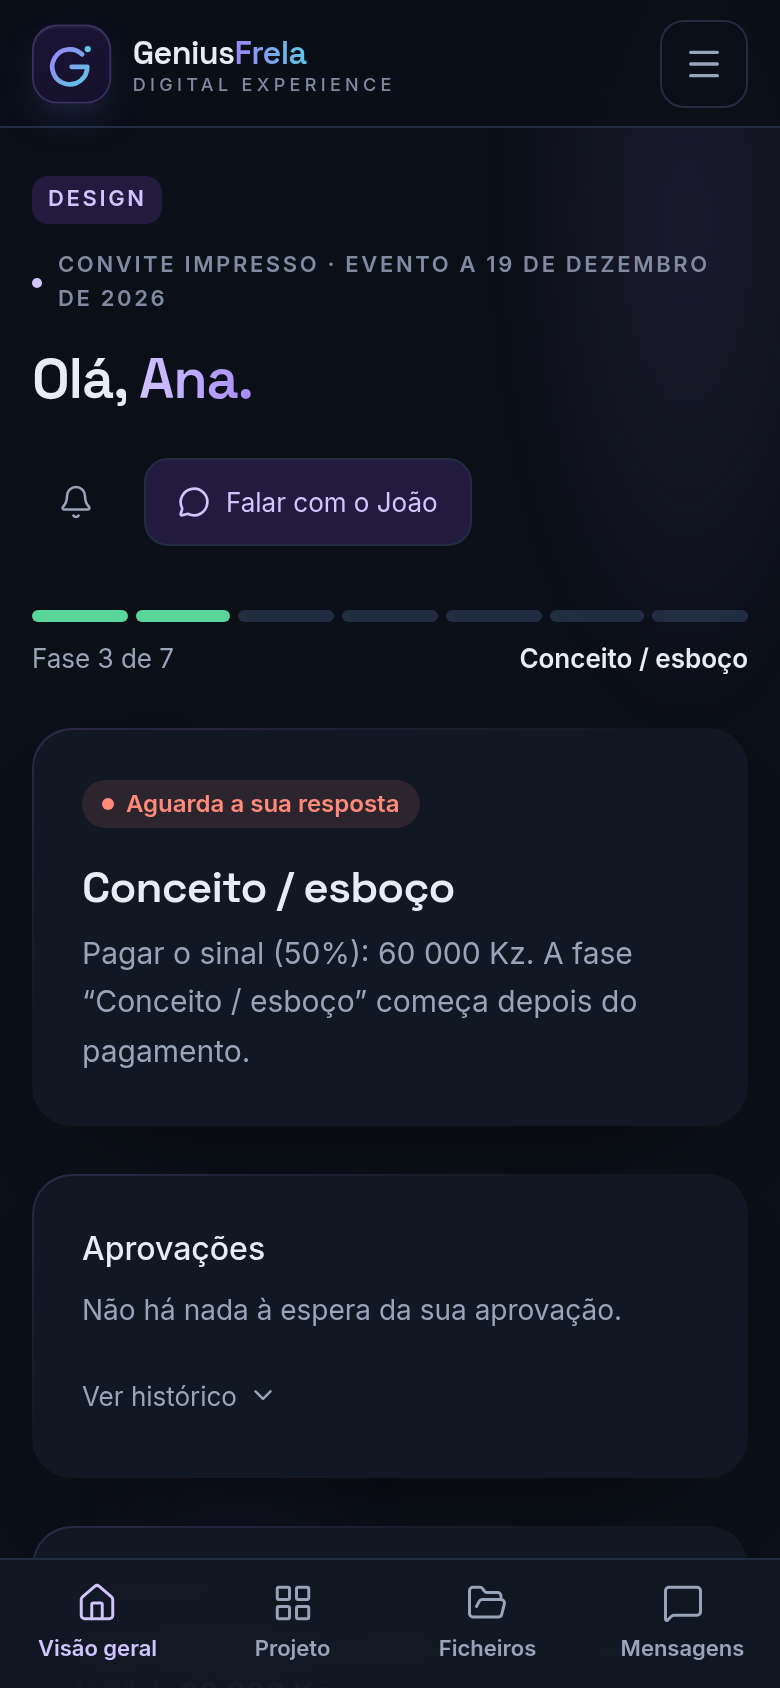 GeniusFrela
DIGITAL EXPERIENCE
DESIGN
CONVITE IMPRESSO · EVENTO A 19 DE DEZEMBRO
DE 2026
Olá, Ana.
Falar com o João
Fase 3 de 7
Conceito / esboço
Aguarda a sua resposta
Conceito / esboço
Pagar o sinal (50%): 60 000 Kz. A fase
“Conceito / esboço” começa depois do
pagamento.
Aprovações
Não há nada à espera da sua aprovação.
Ver histórico
Visão geral
Projeto
Ficheiros
Mensagens